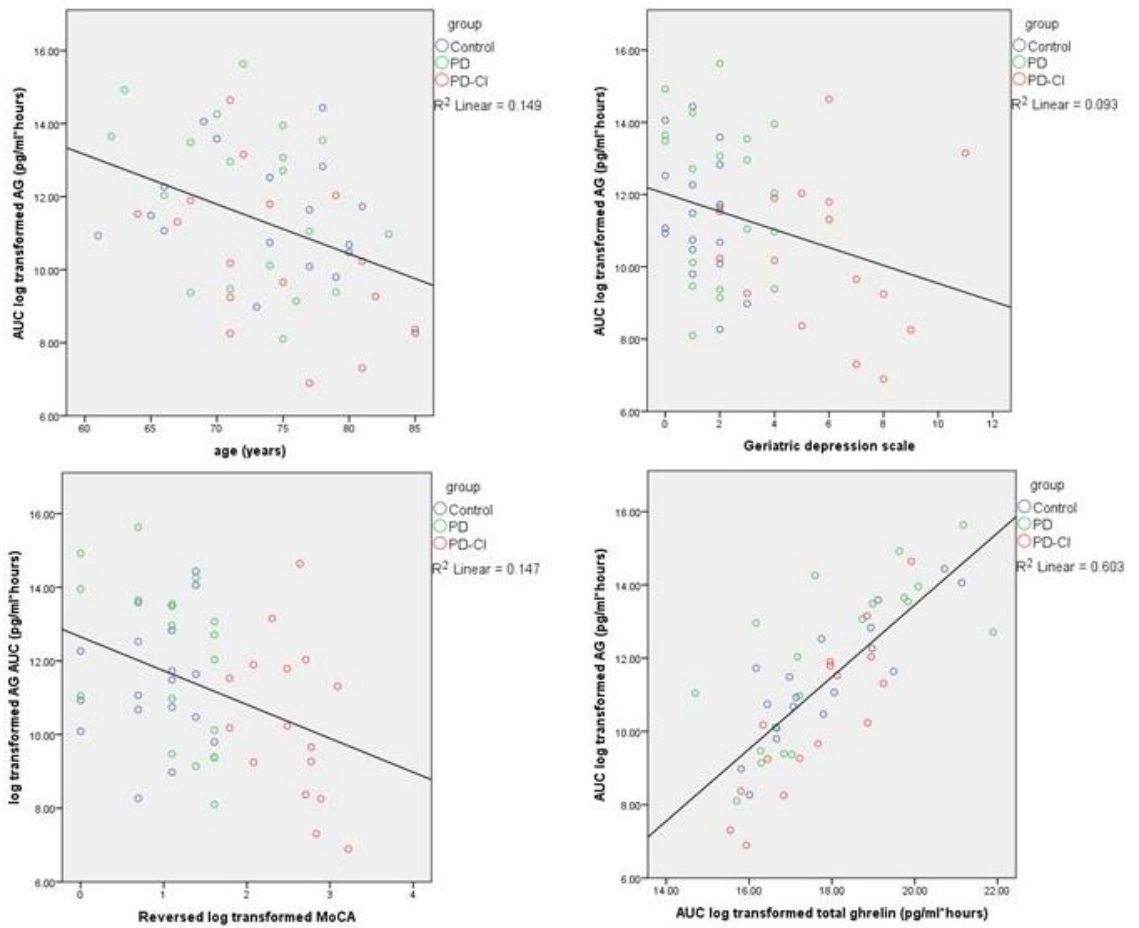 group
Control
PD
PD-CI
R² Linear = 0.149
16.00
14.00
12.00
10.00
8.00
6.00
AUC log transformed AG (pg/ml*hours)
60 65 70 75 80 85
age (years)
group
Control
PD
PD-CI
R² Linear = 0.093
16.00
14.00
12.00
10.00
8.00
6.00
AUC log transformed AG (pg/ml*hours)
0 2 4 6 8 10 12
Geriatric depression scale
group
Control
PD
PD-CI
R² Linear = 0.147
16.00
14.00
12.00
10.00
8.00
6.00
log transformed AG AUC (pg/ml*hours)
0 1 2 3 4
Reversed log transformed MoCA
group
Control
PD
PD-CI
R² Linear = 0.603
16.00
14.00
12.00
10.00
8.00
6.00
AUC log transformed AG (pg/ml*hours)
14.00 16.00 18.00 20.00 22.00
AUC log transformed total ghrelin (pg/ml*hours)